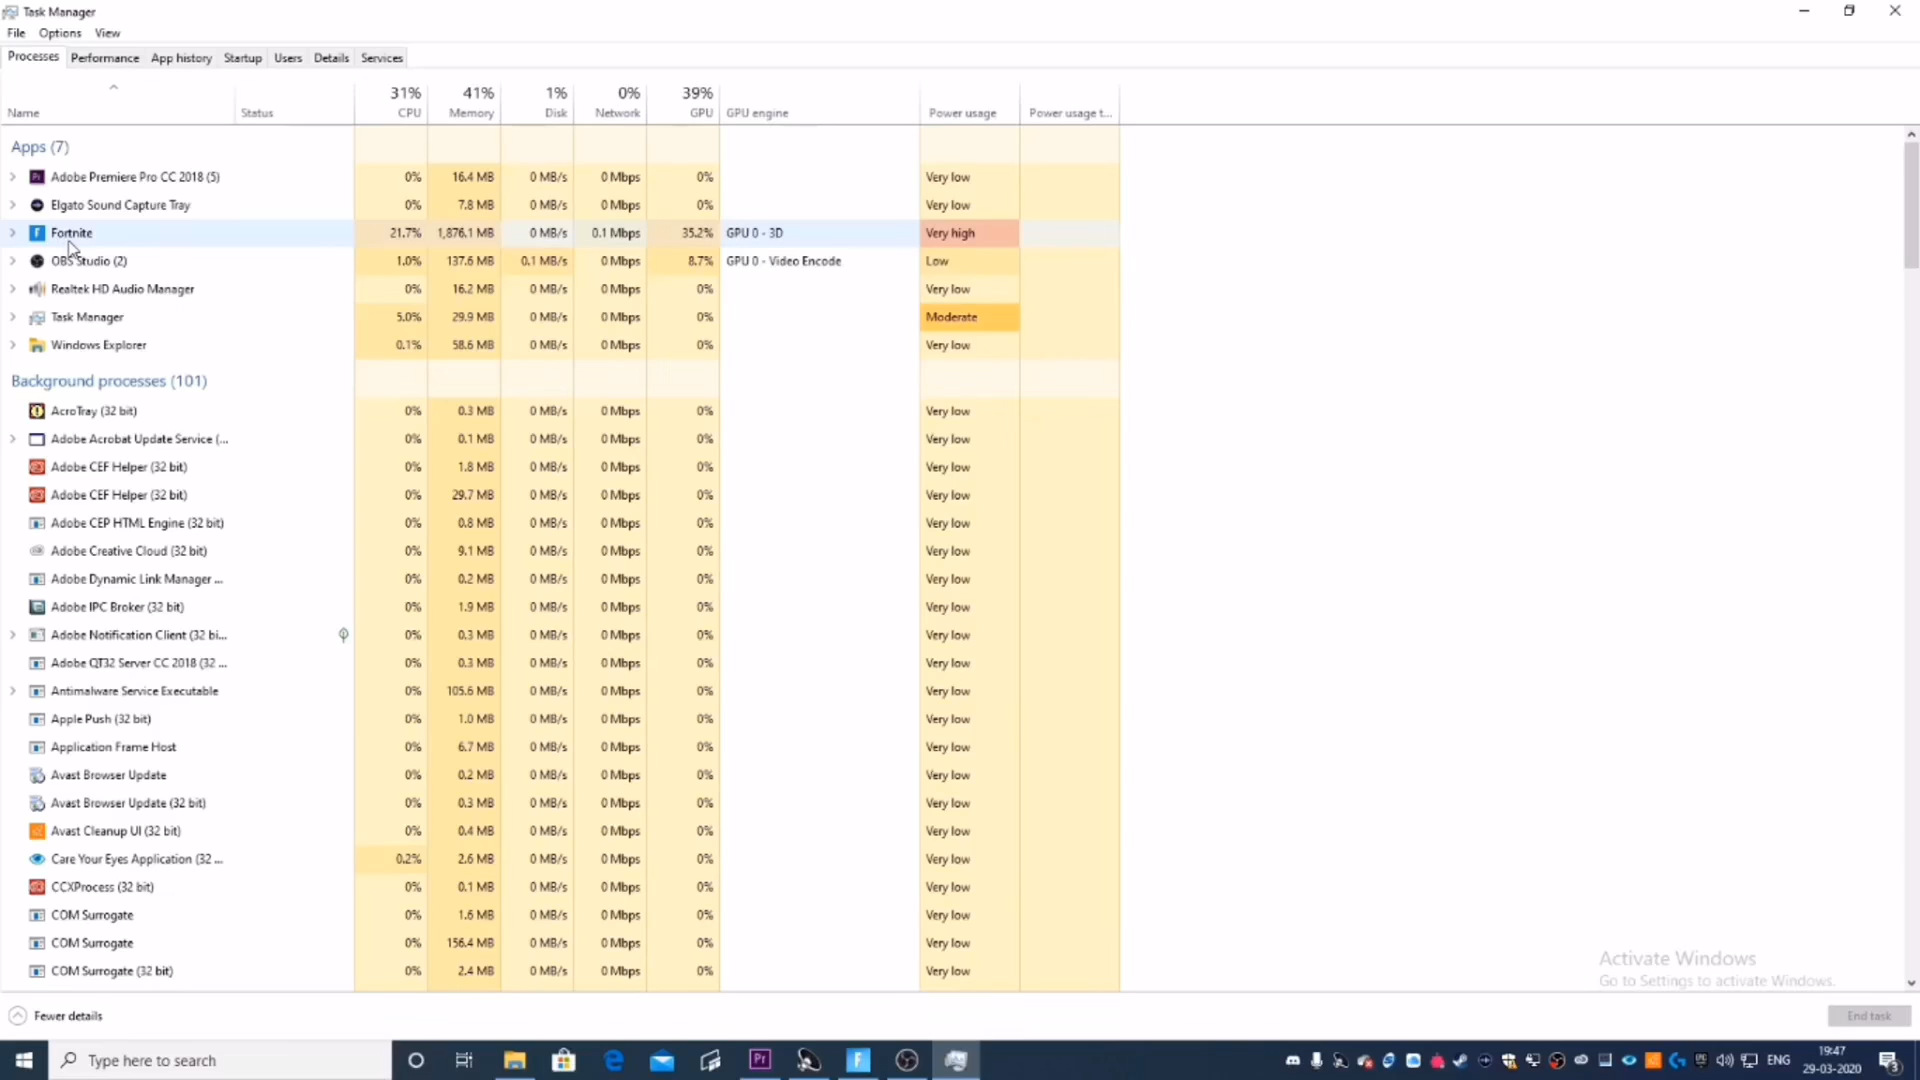 Task Manager
File Options View
Processes Performance App history Startup Users Details Services
31% 41% 1% 0% 39%
Name Status CPU Memory Disk Network GPU GPU engine Power usage Power usage t...
Apps (7)
Adobe Premiere Pro CC 2018 (5) 0% 16.4 MB 0 MB/s 0 Mbps 0% Very low
Elgato Sound Capture Tray 0% 7.8 MB 0 MB/s 0 Mbps 0% Very low
Fortnite 21.7% 1,876.1 MB 0 MB/s 0.1 Mbps 35.2% GPU 0 - 3D Very high
OBS Studio (2) 1.0% 137.6 MB 0.1 MB/s 0 Mbps 8.7% GPU 0 - Video Encode Low
Realtek HD Audio Manager 0% 16.2 MB 0 MB/s 0 Mbps 0% Very low
Task Manager 5.0% 29.9 MB 0 MB/s 0 Mbps 0% Moderate
Windows Explorer 0.1% 58.6 MB 0 MB/s 0 Mbps 0% Very low
Background processes (101)
AcroTray (32 bit) 0% 0.3 MB 0 MB/s 0 Mbps 0% Very low
Adobe Acrobat Update Service (... 0% 0.1 MB 0 MB/s 0 Mbps 0% Very low
Adobe CEF Helper (32 bit) 0% 1.8 MB 0 MB/s 0 Mbps 0% Very low
Adobe CEF Helper (32 bit) 0% 29.7 MB 0 MB/s 0 Mbps 0% Very low
Adobe CEP HTML Engine (32 bit) 0% 0.8 MB 0 MB/s 0 Mbps 0% Very low
Adobe Creative Cloud (32 bit) 0% 9.1 MB 0 MB/s 0 Mbps 0% Very low
Adobe Dynamic Link Manager ... 0% 0.2 MB 0 MB/s 0 Mbps 0% Very low
Adobe IPC Broker (32 bit) 0% 1.9 MB 0 MB/s 0 Mbps 0% Very low
Adobe Notification Client (32 bi... 0% 0.3 MB 0 MB/s 0 Mbps 0% Very low
Adobe QT32 Server CC 2018 (32 ... 0% 0.3 MB 0 MB/s 0 Mbps 0% Very low
Antimalware Service Executable 0% 105.6 MB 0 MB/s 0 Mbps 0% Very low
Apple Push (32 bit) 0% 1.0 MB 0 MB/s 0 Mbps 0% Very low
Application Frame Host 0% 6.7 MB 0 MB/s 0 Mbps 0% Very low
Avast Browser Update 0% 0.2 MB 0 MB/s 0 Mbps 0% Very low
Avast Browser Update (32 bit) 0% 0.3 MB 0 MB/s 0 Mbps 0% Very low
Avast Cleanup UI (32 bit) 0% 0.4 MB 0 MB/s 0 Mbps 0% Very low
Care Your Eyes Application (32 ... 0.2% 2.6 MB 0 MB/s 0 Mbps 0% Very low
CCXProcess (32 bit) 0% 0.1 MB 0 MB/s 0 Mbps 0% Very low
COM Surrogate 0% 1.6 MB 0 MB/s 0 Mbps 0% Very low
COM Surrogate 0% 156.4 MB 0 MB/s 0 Mbps 0% Very low
COM Surrogate (32 bit) 0% 2.4 MB 0 MB/s 0 Mbps 0% Very low
Activate Windows
Go to Settings to activate Windows.
Fewer details End task
Type here to search Pr F ENG 19:47
29-03-2020 3